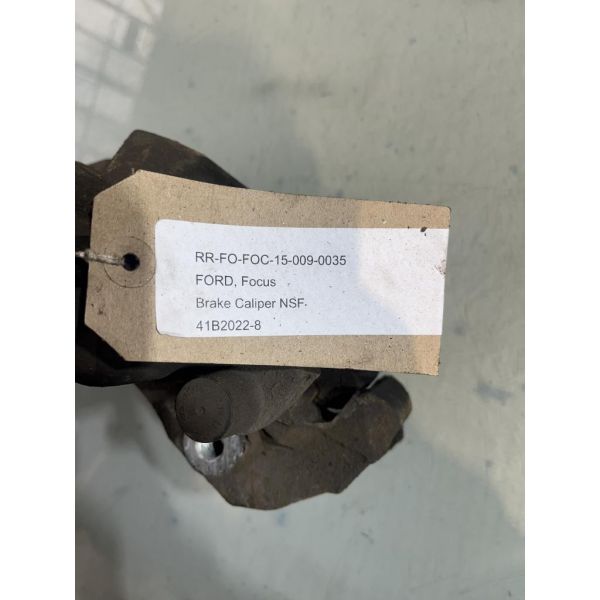 RR-FO-FOC-15-009-0035
FORD, Focus
Brake Caliper NSF
41B2022-8